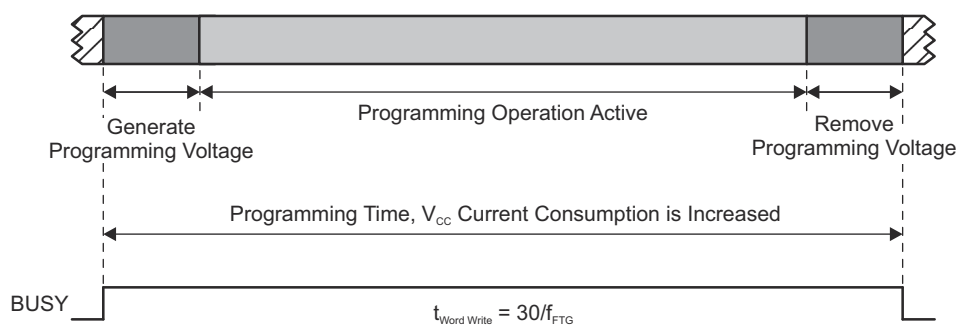 Programming Operation Active
Generate
Programming Voltage
Remove
Programming Voltage
Programming Time, V_CC Current Consumption is Increased
BUSY
t_Word Write = 30/f_FTG